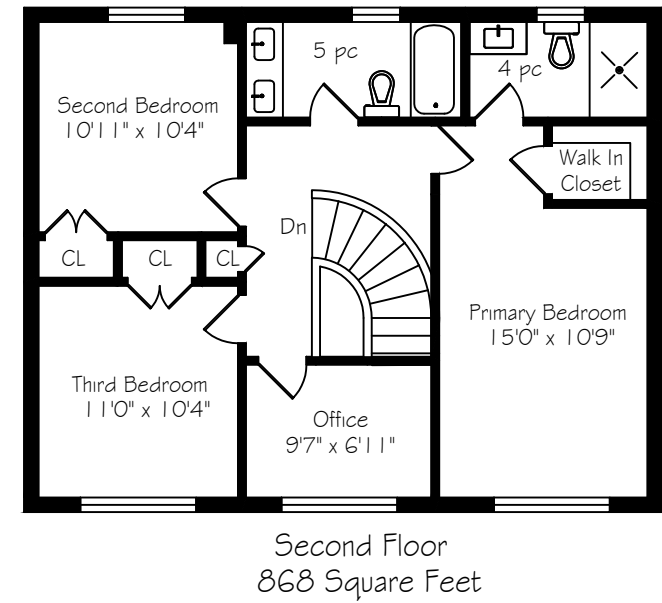 5 pc
4 pc
Second Bedroom
10'11" x 10'4"
Walk In
Closet
Dn
CL
CL
CL
Primary Bedroom
15'0" x 10'9"
Third Bedroom
11'0" x 10'4"
Office
9'7" x 6'11"
Second Floor
868 Square Feet